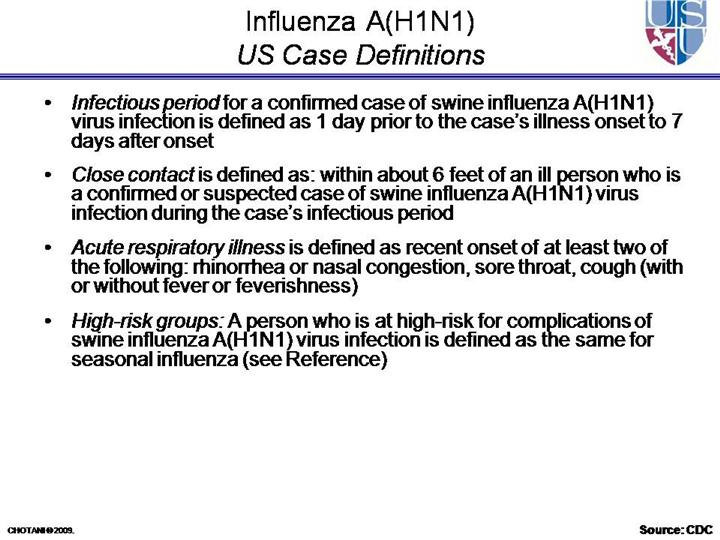 Influenza A(H1N1)
US Case Definitions
US
U
• Infectious period for a confirmed case of swine influenza A(H1N1)
virus infection is defined as 1 day prior to the case's illness onset to 7
days after onset
• Close contact is defined as: within about 6 feet of an ill person who is
a confirmed or suspected case of swine influenza A(H1N1) virus
infection during the case's infectious period
• Acute respiratory illness is defined as recent onset of at least two of
the following: rhinorrhea or nasal congestion, sore throat, cough (with
or without fever or feverishness)
• High-risk groups: A person who is at high-risk for complications of
swine influenza A(H1N1) virus infection is defined as the same for
seasonal influenza (see Reference)
CHOTANI© 2009.
Source: CDC